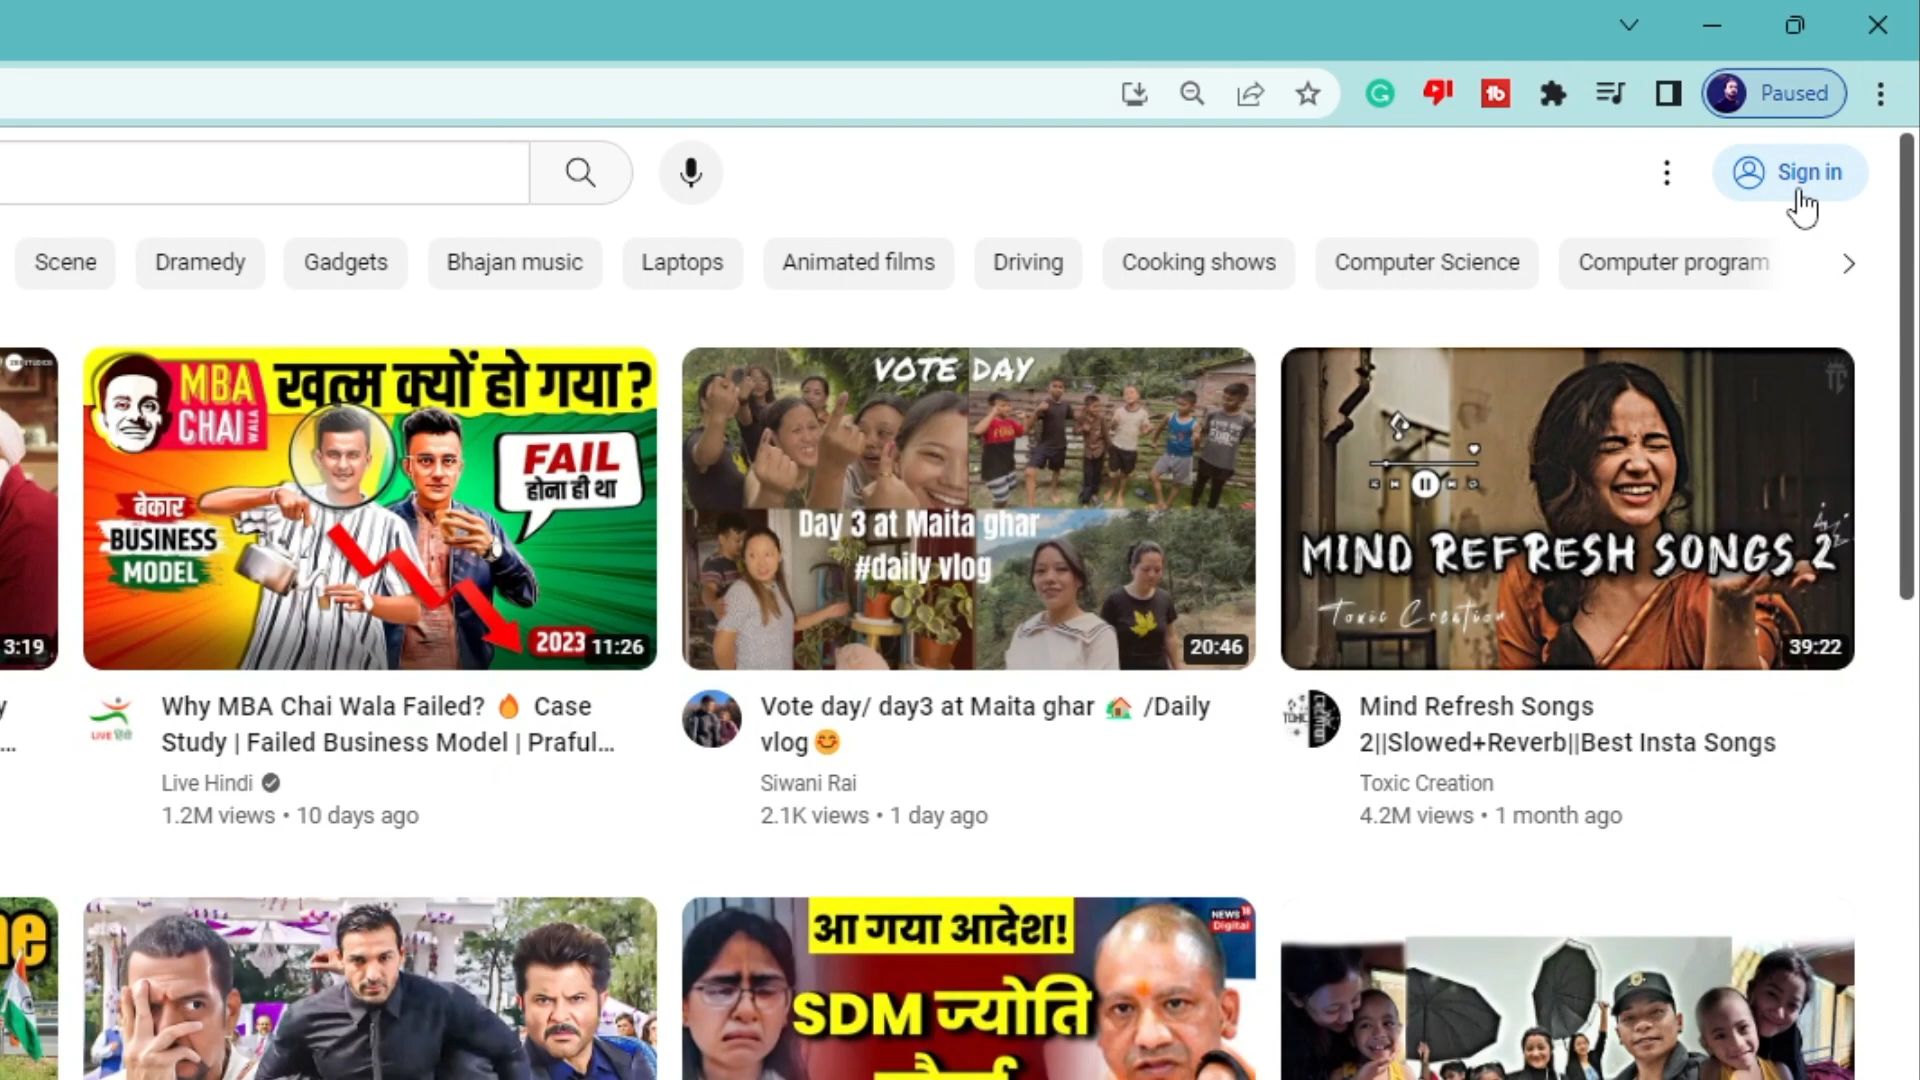 Paused
Sign in
Scene
Dramedy
Gadgets
Bhajan music
Laptops
Animated films
Driving
Cooking shows
Computer Science
Computer program
3:19
MBA
CHAI
WALA
खत्म क्यों हो गया?
FAIL
होना ही था
बेकार
BUSINESS
MODEL
2023
11:26
VOTE DAY
Day 3 at Maita ghar
#daily vlog
20:46
MIND REFRESH SONGS 2
Toxic Creation
39:22
Why MBA Chai Wala Failed? 🔥 Case
Study | Failed Business Model | Praful...
Live Hindi
1.2M views • 10 days ago
Vote day/ day3 at Maita ghar 🏠 /Daily
vlog 😊
Siwani Rai
2.1K views • 1 day ago
Mind Refresh Songs
2||Slowed+Reverb||Best Insta Songs
Toxic Creation
4.2M views • 1 month ago
आ गया आदेश!
SDM ज्योति
NEWS18
Digital